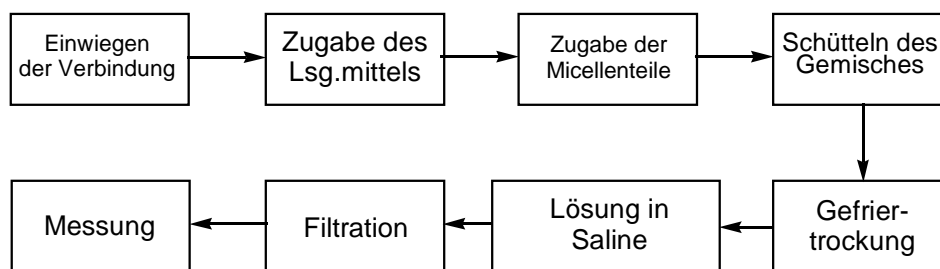 Einwiegen
der Verbindung
Zugabe des
Lsg.mittels
Zugabe der
Micellenteile
Schütteln des
Gemisches
Gefrier-
trockung
Lösung in
Saline
Filtration
Messung